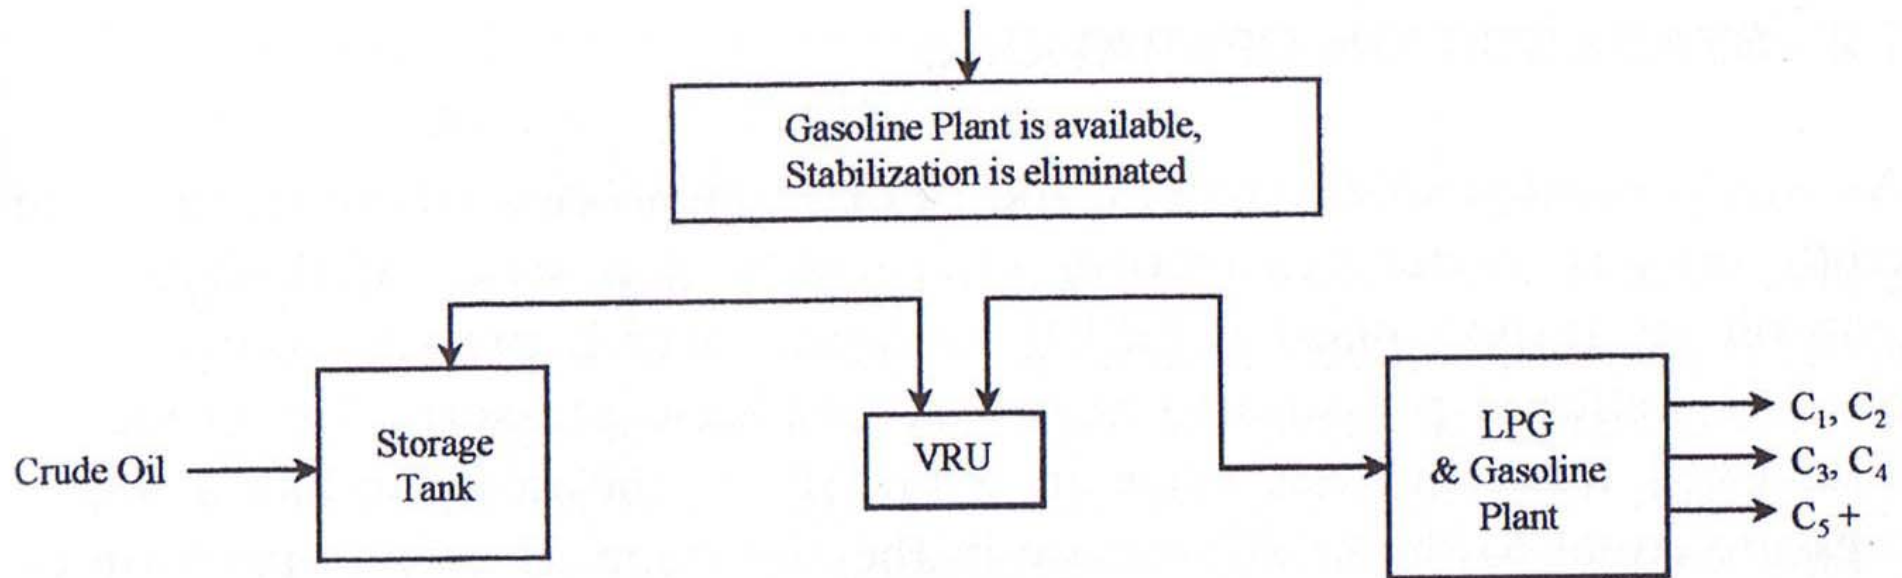 Gasoline Plant is available,
Stabilization is eliminated
Crude Oil
Storage
Tank
VRU
LPG
& Gasoline
Plant
C₁, C₂
C₃, C₄
C₅ +